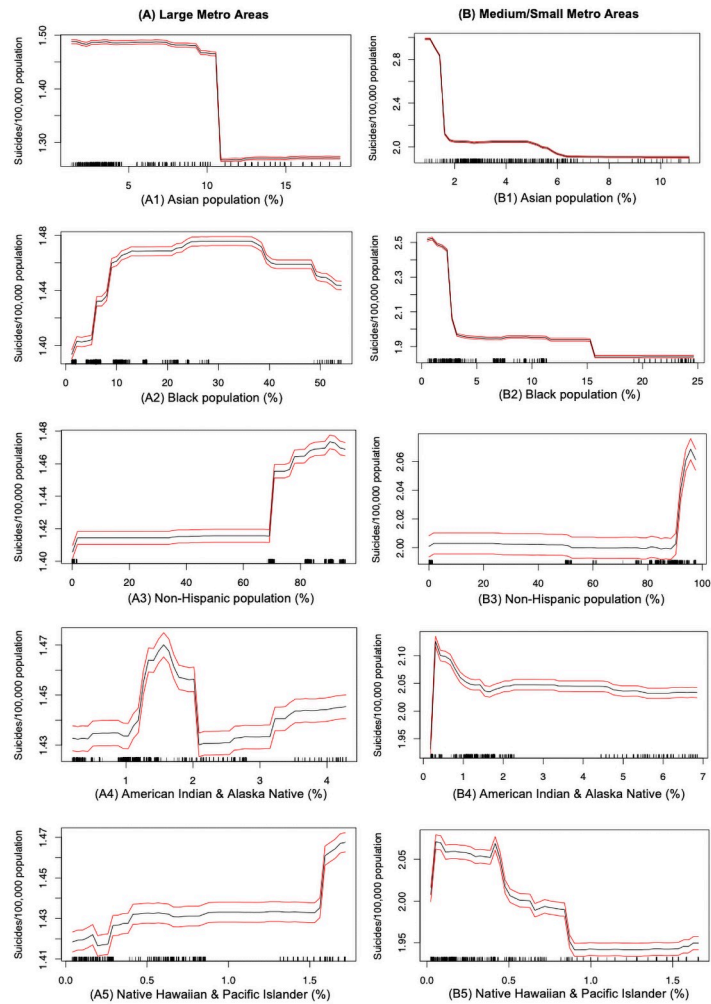 (A) Large Metro Areas
(B) Medium/Small Metro Areas
Suicides/100,000 population
1.50
1.40
1.30
5 10 15
(A1) Asian population (%)
Suicides/100,000 population
2.8
2.4
2.0
2 4 6 8 10
(B1) Asian population (%)
Suicides/100,000 population
1.48
1.44
1.40
0 10 20 30 40 50
(A2) Black population (%)
Suicides/100,000 population
2.5
2.3
2.1
1.9
0 5 10 15 20 25
(B2) Black population (%)
Suicides/100,000 population
1.48
1.46
1.44
1.42
1.40
0 20 40 60 80
(A3) Non-Hispanic population (%)
Suicides/100,000 population
2.06
2.04
2.02
2.00
0 20 40 60 80 100
(B3) Non-Hispanic population (%)
Suicides/100,000 population
1.47
1.45
1.43
1 2 3 4
(A4) American Indian & Alaska Native (%)
Suicides/100,000 population
2.10
2.05
2.00
1.95
0 1 2 3 4 5 6 7
(B4) American Indian & Alaska Native (%)
Suicides/100,000 population
1.47
1.45
1.43
1.41
0.0 0.5 1.0 1.5
(A5) Native Hawaiian & Pacific Islander (%)
Suicides/100,000 population
2.05
2.00
1.95
0.0 0.5 1.0 1.5
(B5) Native Hawaiian & Pacific Islander (%)